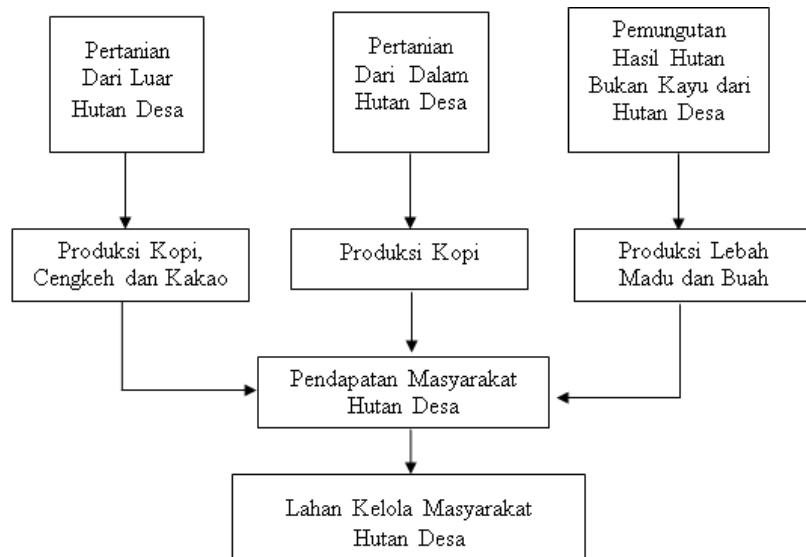 Pertanian
Dari Luar
Hutan Desa
Pertanian
Dari Dalam
Hutan Desa
Pemungutan
Hasil Hutan
Bukan Kayu dari
Hutan Desa
Produksi Kopi,
Cengkeh dan Kakao
Produksi Kopi
Produksi Lebah
Madu dan Buah
Pendapatan Masyarakat
Hutan Desa
Lahan Kelola Masyarakat
Hutan Desa